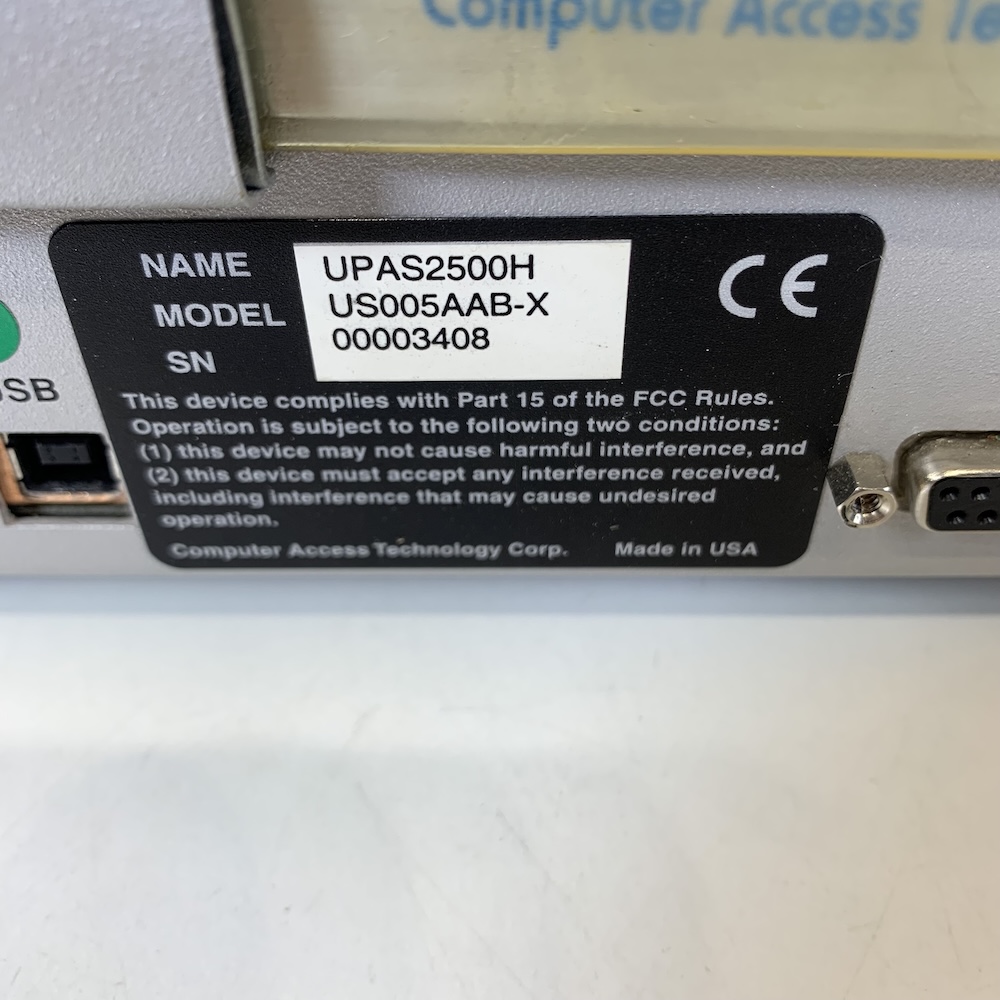 Computer Access Te
NAME UPAS2500H
MODEL US005AAB-X
SN 00003408
CE
USB
This device complies with Part 15 of the FCC Rules.
Operation is subject to the following two conditions:
(1) this device may not cause harmful interference, and
(2) this device must accept any interference received,
including interference that may cause undesired
operation.
Computer Access Technology Corp. Made in USA